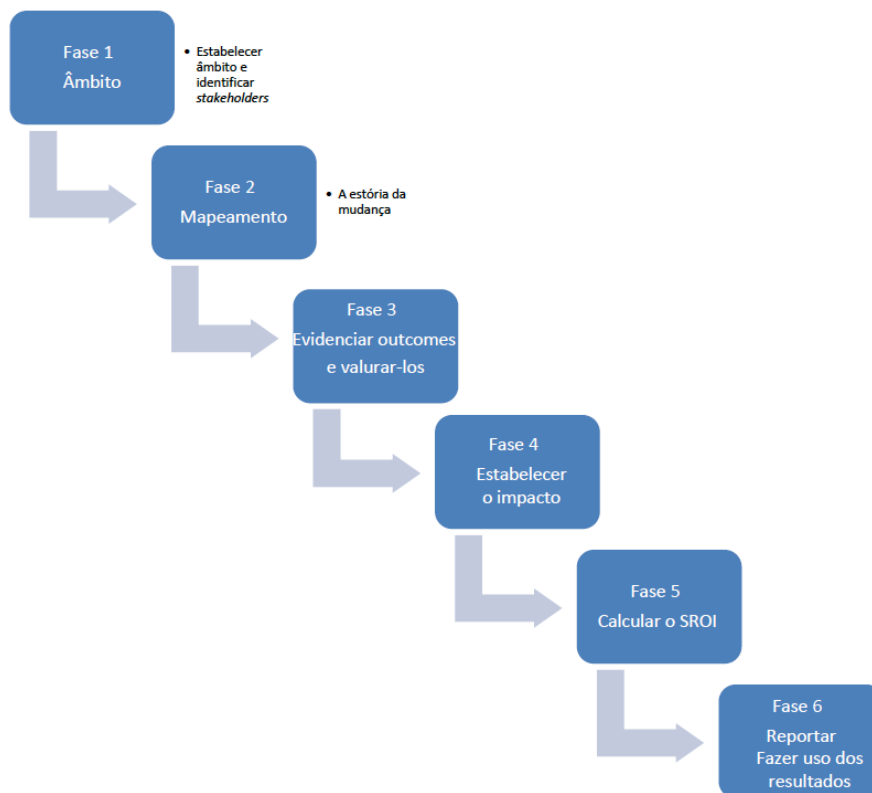 Fase 1
Âmbito
• Estabelecer
âmbito e
identificar
stakeholders
Fase 2
Mapeamento
• A estória da
mudança
Fase 3
Evidenciar outcomes
e valurar-los
Fase 4
Estabelecer
o impacto
Fase 5
Calcular o SROI
Fase 6
Reportar
Fazer uso dos
resultados